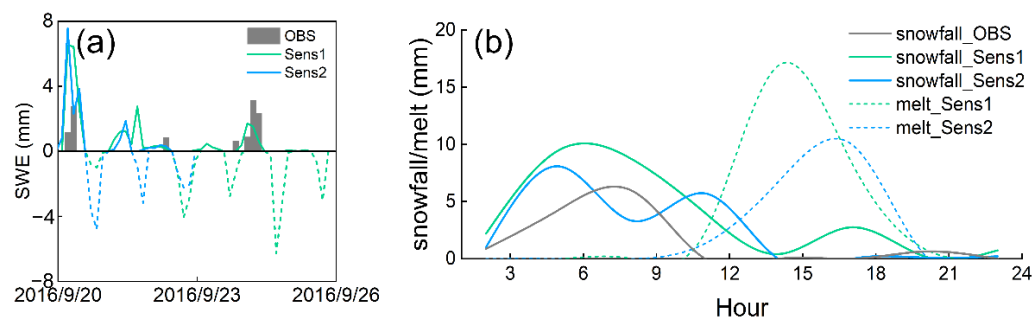 (a)
OBS
Sens1
Sens2
SWE (mm)
8
4
0
−4
−8
2016/9/20
2016/9/23
2016/9/26
(b)
snowfall_OBS
snowfall_Sens1
snowfall_Sens2
melt_Sens1
melt_Sens2
snowfall/melt (mm)
20
15
10
5
0
3
6
9
12
15
18
21
24
Hour